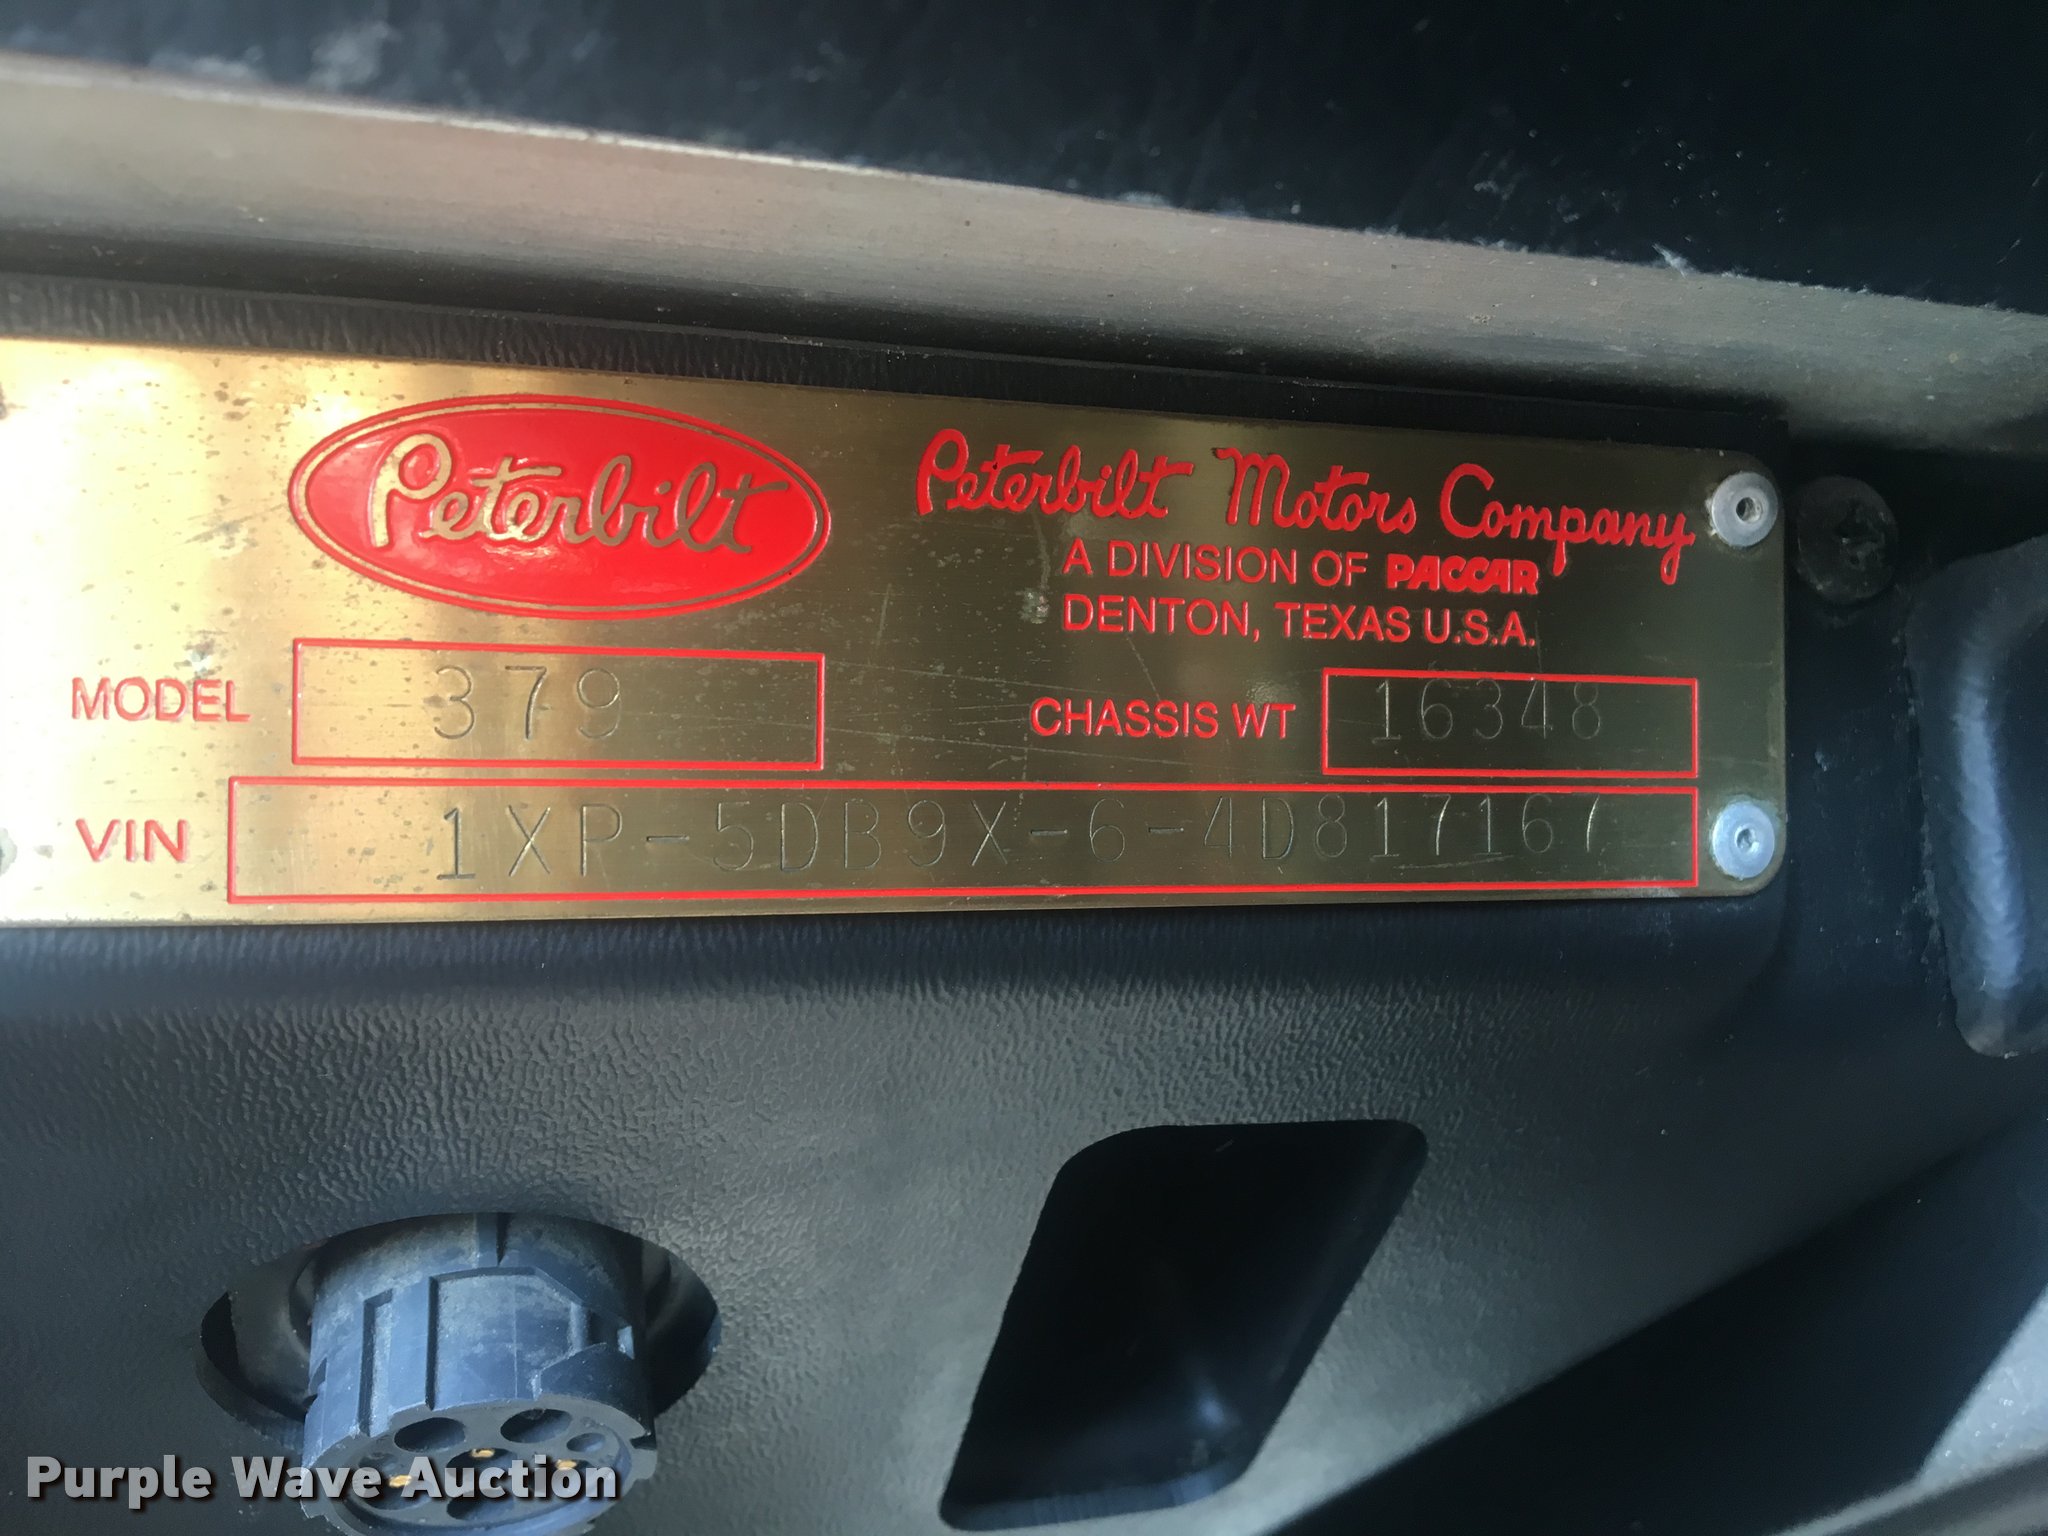 Peterbilt
Peterbilt Motors Company
A DIVISION OF PACCAR
DENTON, TEXAS U.S.A.
MODEL 379
CHASSIS WT 16348
VIN 1XP-5DB9X-6-4D817167
Purple Wave Auction